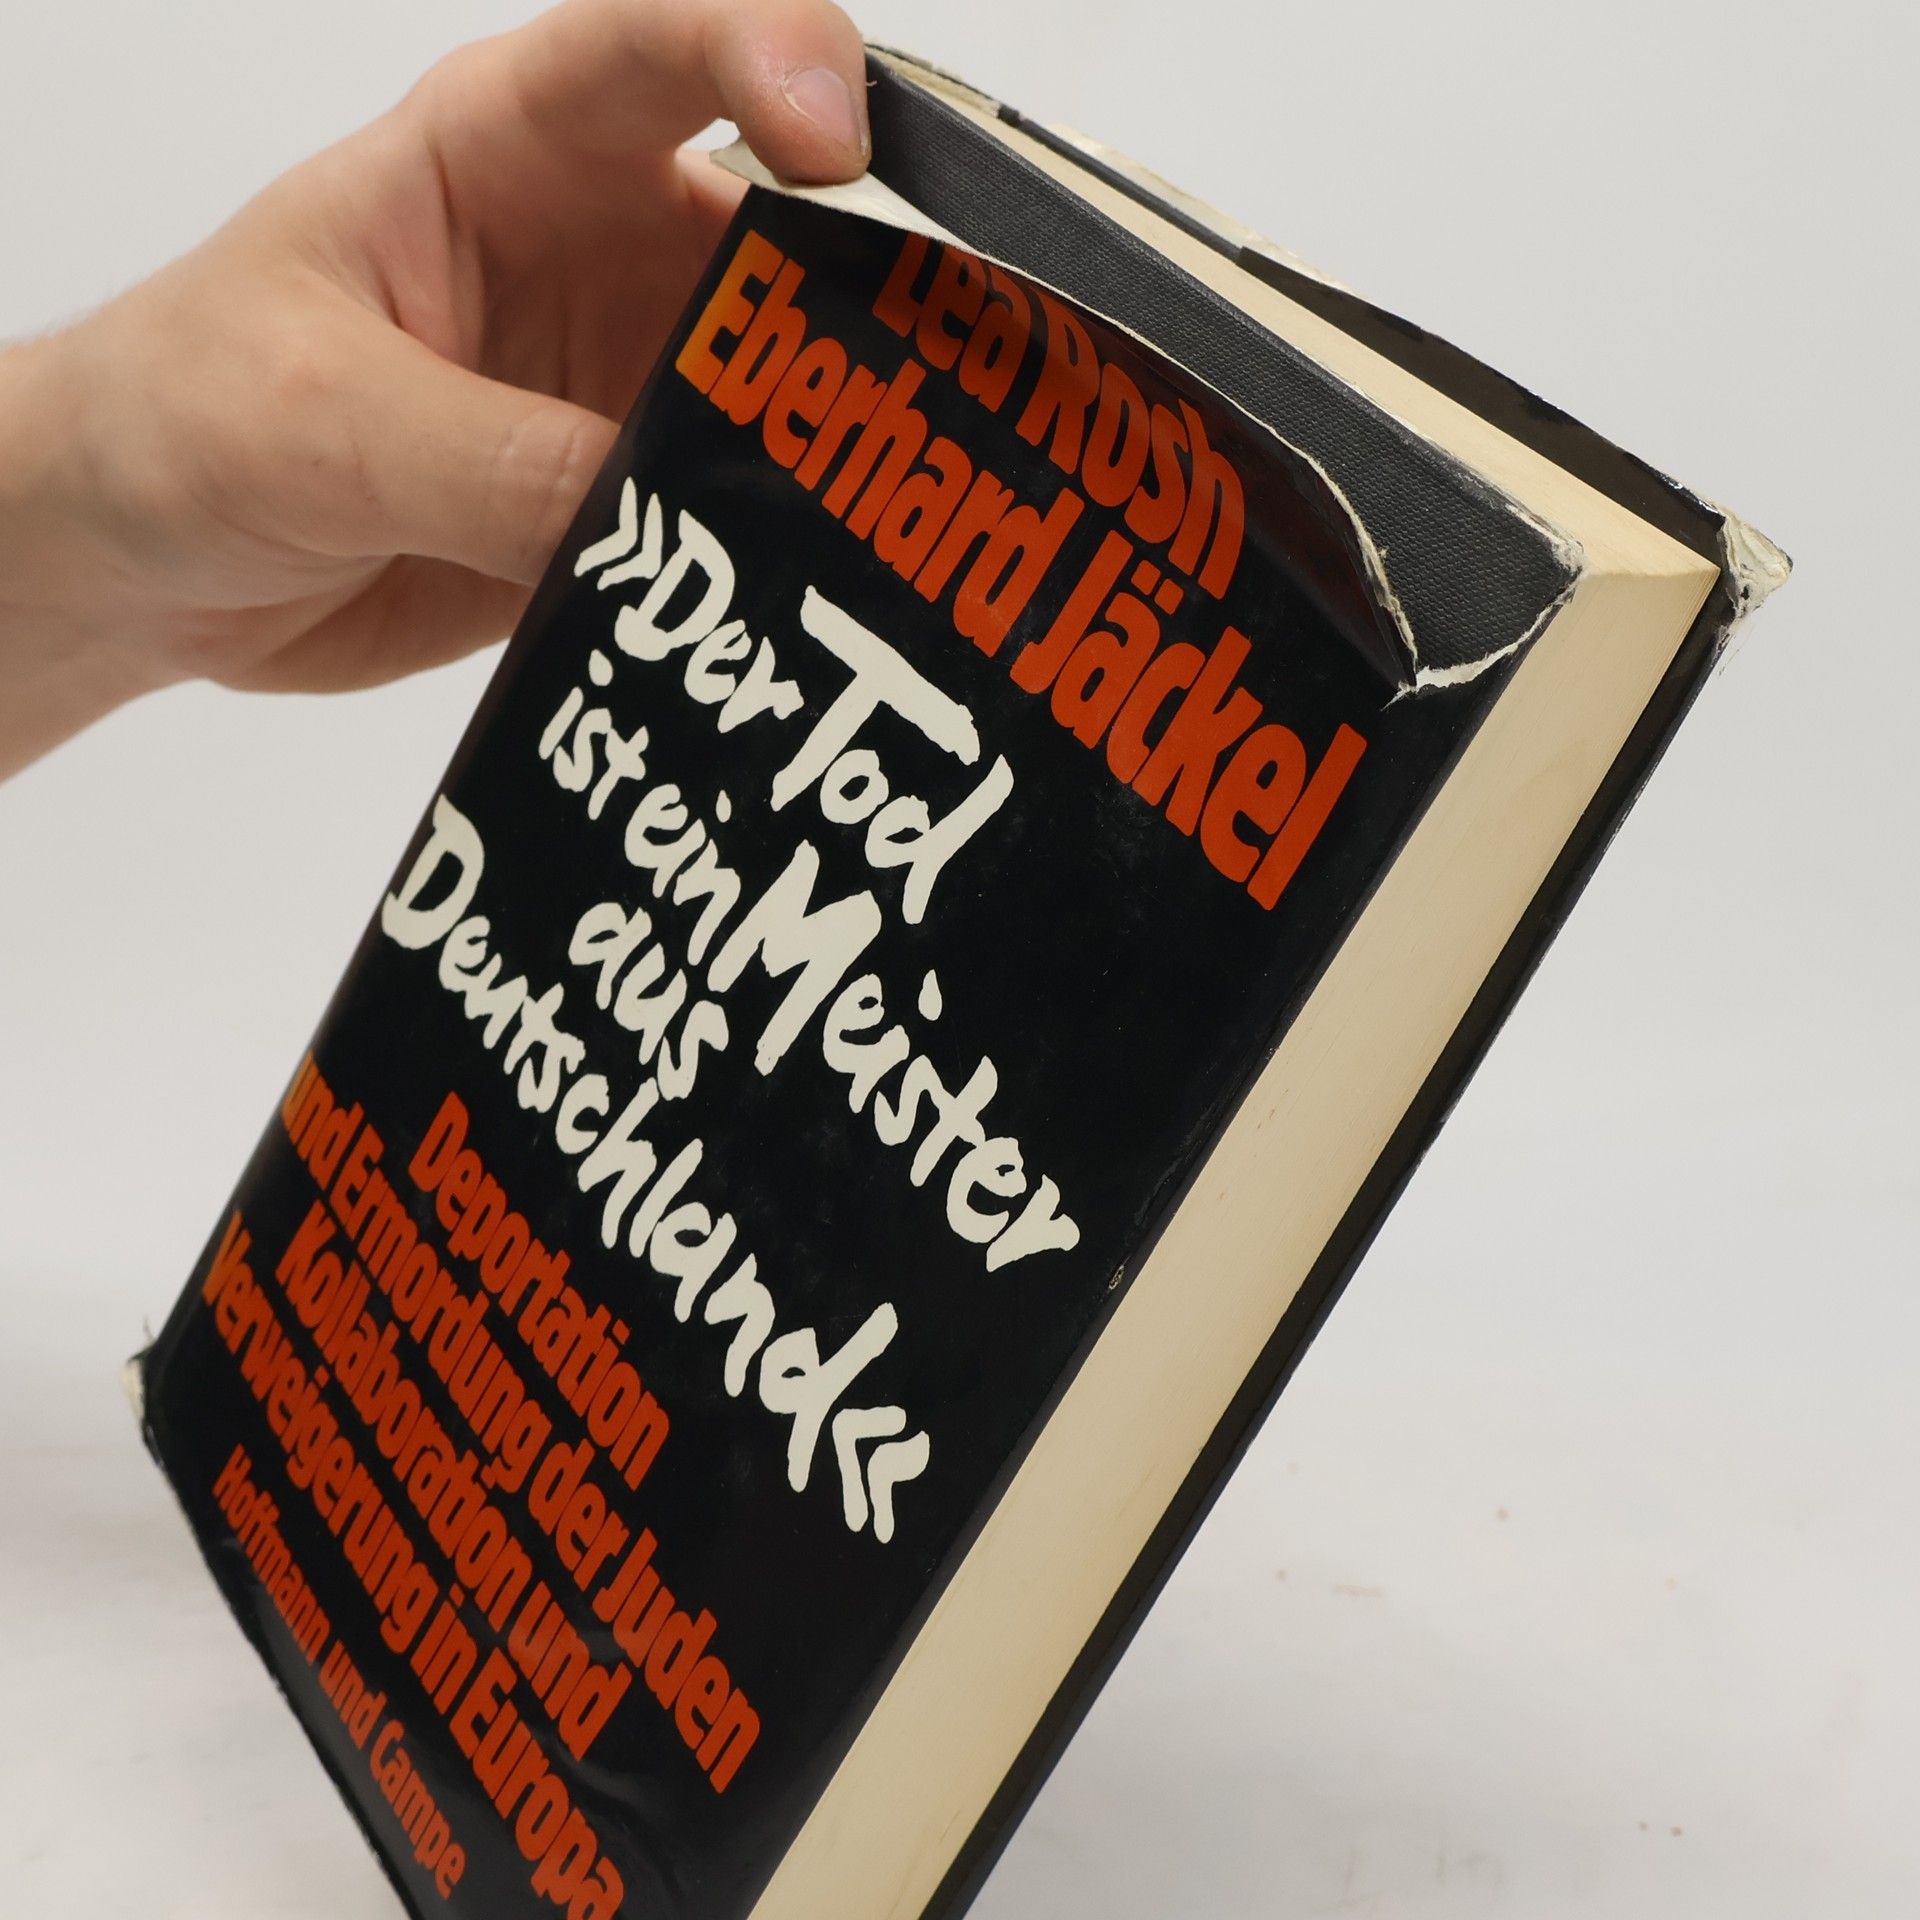 Lea Rosh
Eberhard Jäckel
»Der Tod
ist ein Meister
aus
Deutschland«
Deportation
und Ermordung der Juden
Kollaboration und
Verweigerung in Europa
Hoffmann und Campe